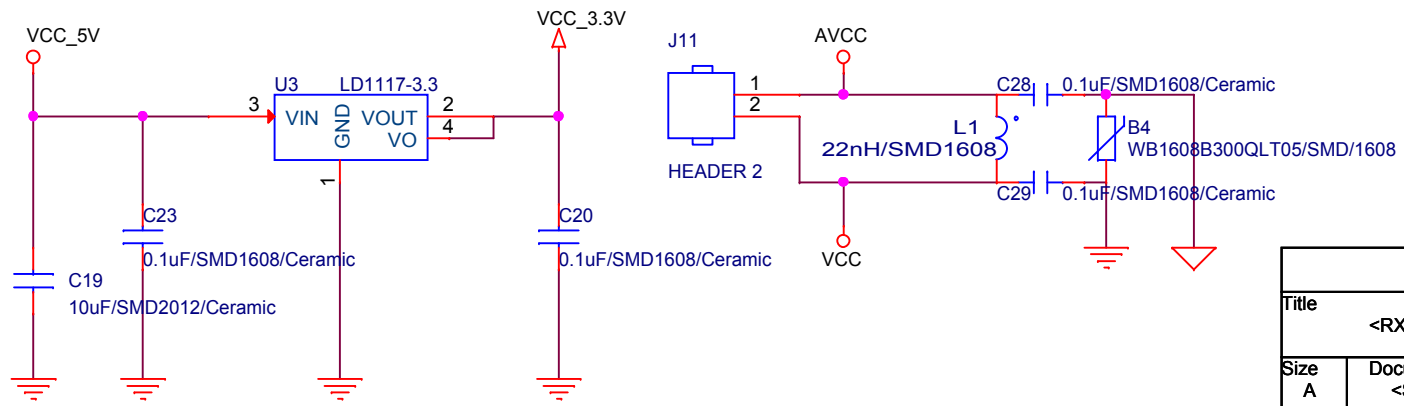 VCC_5V
VCC_3.3V
U3
LD1117-3.3
3
VIN
GND
VOUT
VO
2
4
1
C23
0.1uF/SMD1608/Ceramic
C19
10uF/SMD2012/Ceramic
C20
0.1uF/SMD1608/Ceramic
J11
1
2
HEADER 2
AVCC
C28
0.1uF/SMD1608/Ceramic
L1
22nH/SMD1608
B4
WB1608B300QLT05/SMD/1608
C29
0.1uF/SMD1608/Ceramic
VCC
Title
<RX
Size
A